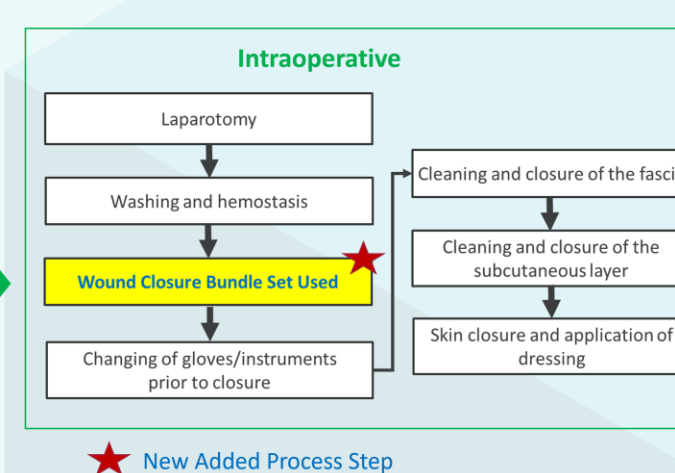 Intraoperative
Laparotomy
Washing and hemostasis
Wound Closure Bundle Set Used
Changing of gloves/instruments
prior to closure
Cleaning and closure of the fasci
Cleaning and closure of the
subcutaneous layer
Skin closure and application of
dressing
New Added Process Step